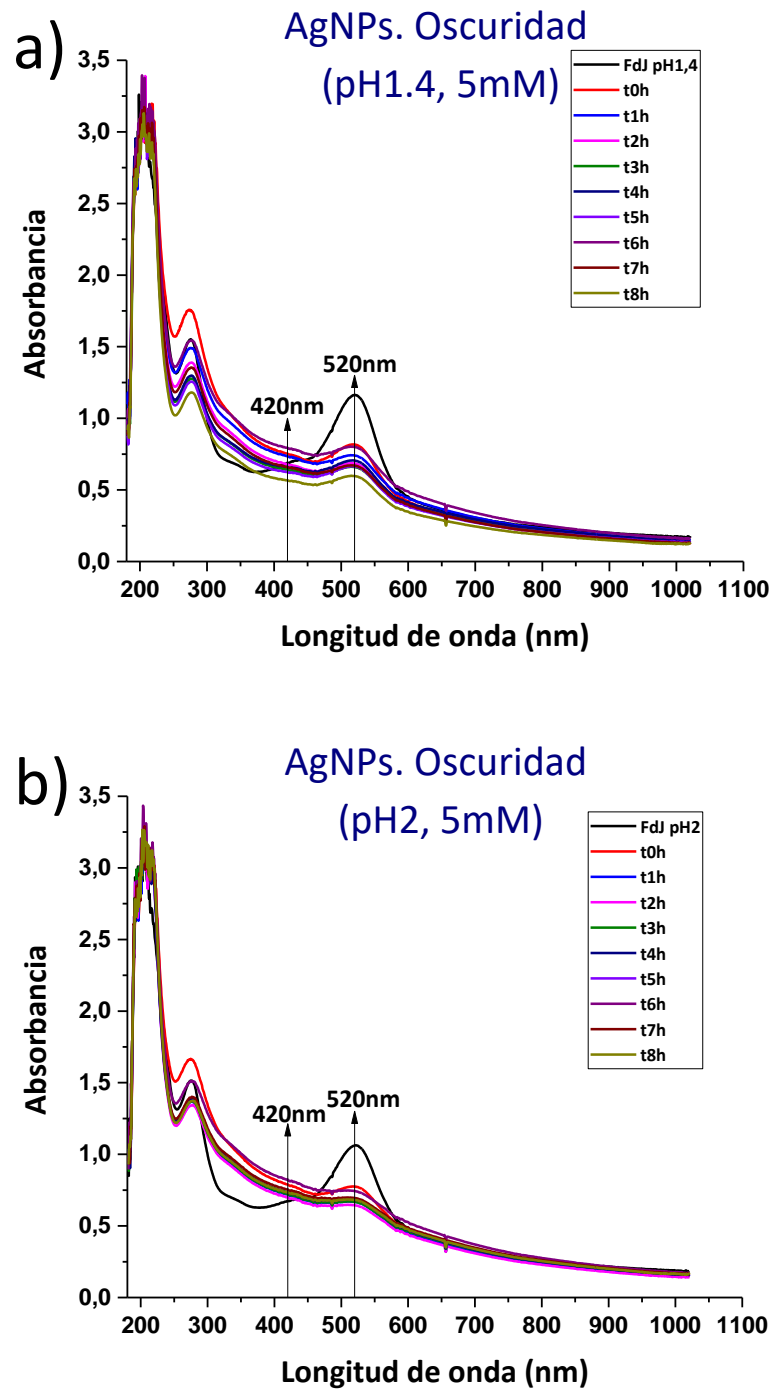 a)
AgNPs. Oscuridad
(pH1.4, 5mM)
FdJ pH1,4
t0h
t1h
t2h
t3h
t4h
t5h
t6h
t7h
t8h
3,5
3,0
2,5
2,0
1,5
1,0
0,5
0,0
Absorbancia
420nm
520nm
200 300 400 500 600 700 800 900 1000 1100
Longitud de onda (nm)
b)
AgNPs. Oscuridad
(pH2, 5mM)
FdJ pH2
t0h
t1h
t2h
t3h
t4h
t5h
t6h
t7h
t8h
3,5
3,0
2,5
2,0
1,5
1,0
0,5
0,0
Absorbancia
420nm
520nm
200 300 400 500 600 700 800 900 1000 1100
Longitud de onda (nm)